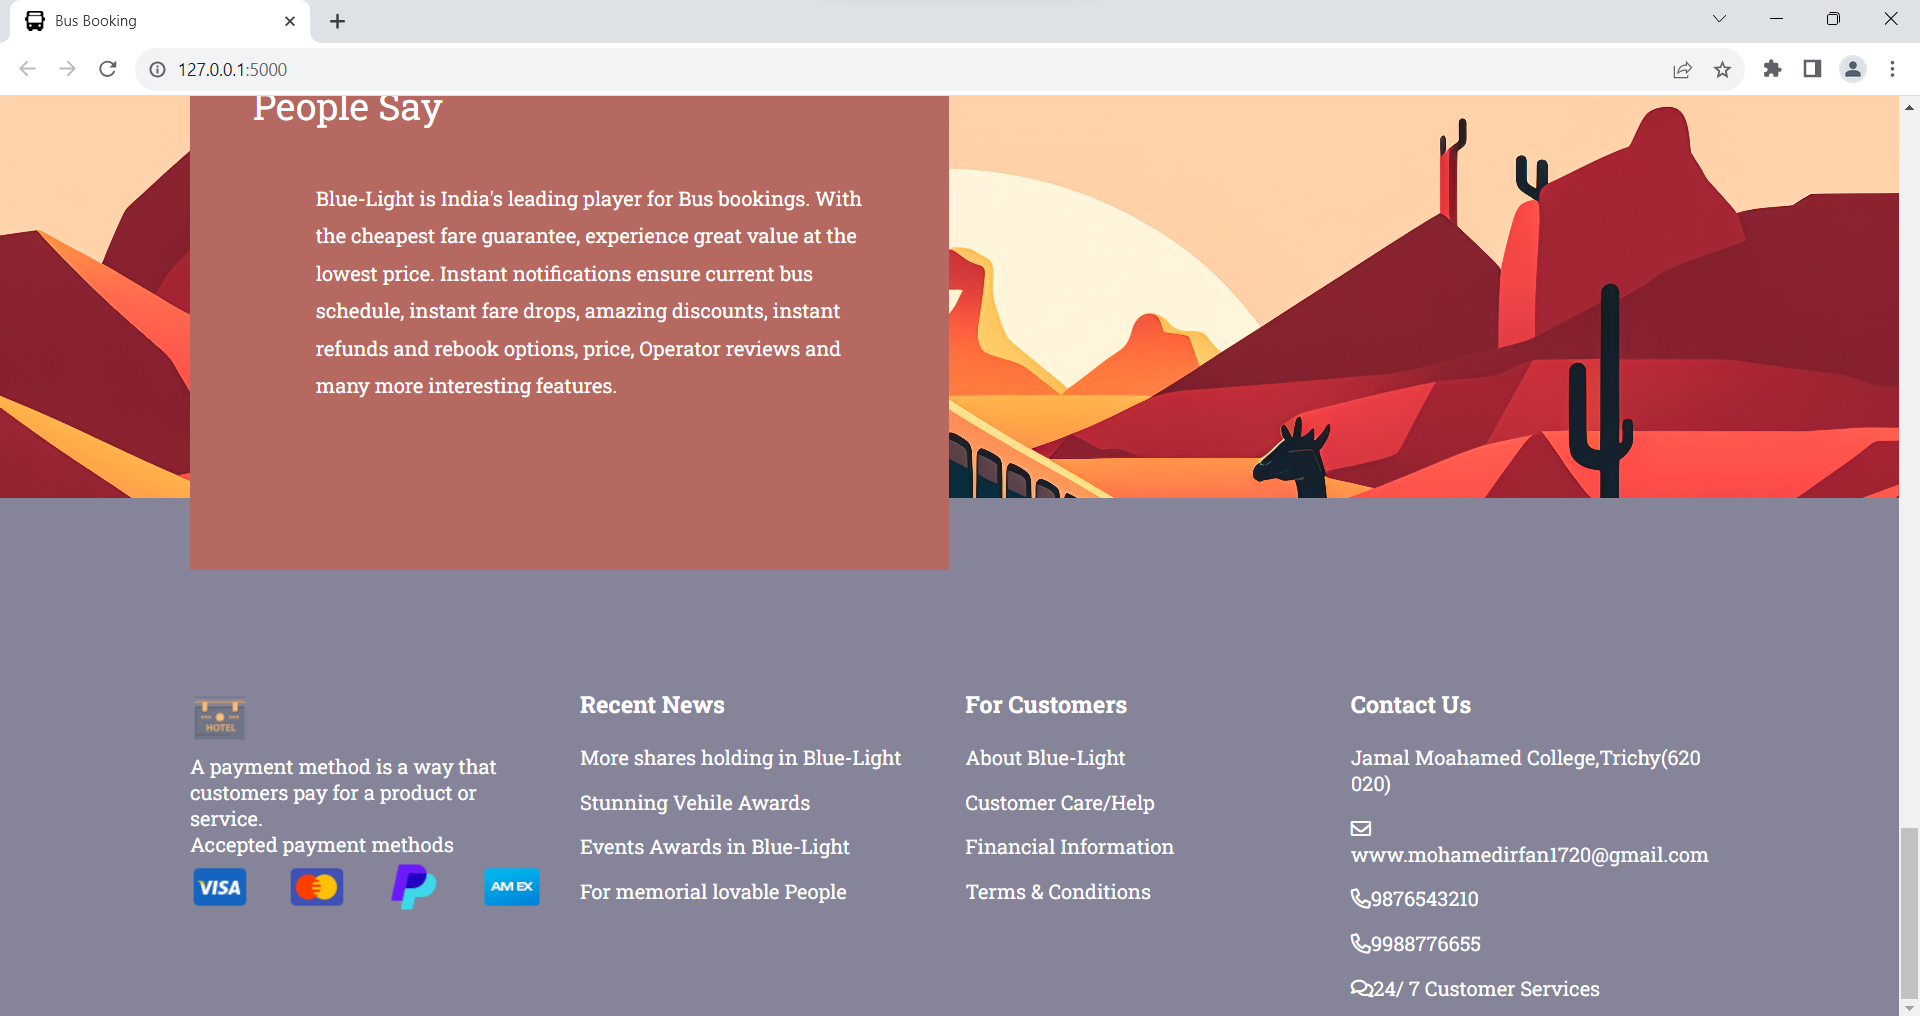 Bus Booking
127.0.0.1:5000
People Say
Blue-Light is India's leading player for Bus bookings. With
the cheapest fare guarantee, experience great value at the
lowest price. Instant notifications ensure current bus
schedule, instant fare drops, amazing discounts, instant
refunds and rebook options, price, Operator reviews and
many more interesting features.
HOTEL
A payment method is a way that
customers pay for a product or
service.
Accepted payment methods
VISA
AM EX
Recent News
More shares holding in Blue-Light
Stunning Vehile Awards
Events Awards in Blue-Light
For memorial lovable People
For Customers
About Blue-Light
Customer Care/Help
Financial Information
Terms & Conditions
Contact Us
Jamal Moahamed College,Trichy(620
020)
www.mohamedirfan1720@gmail.com
9876543210
9988776655
24/ 7 Customer Services